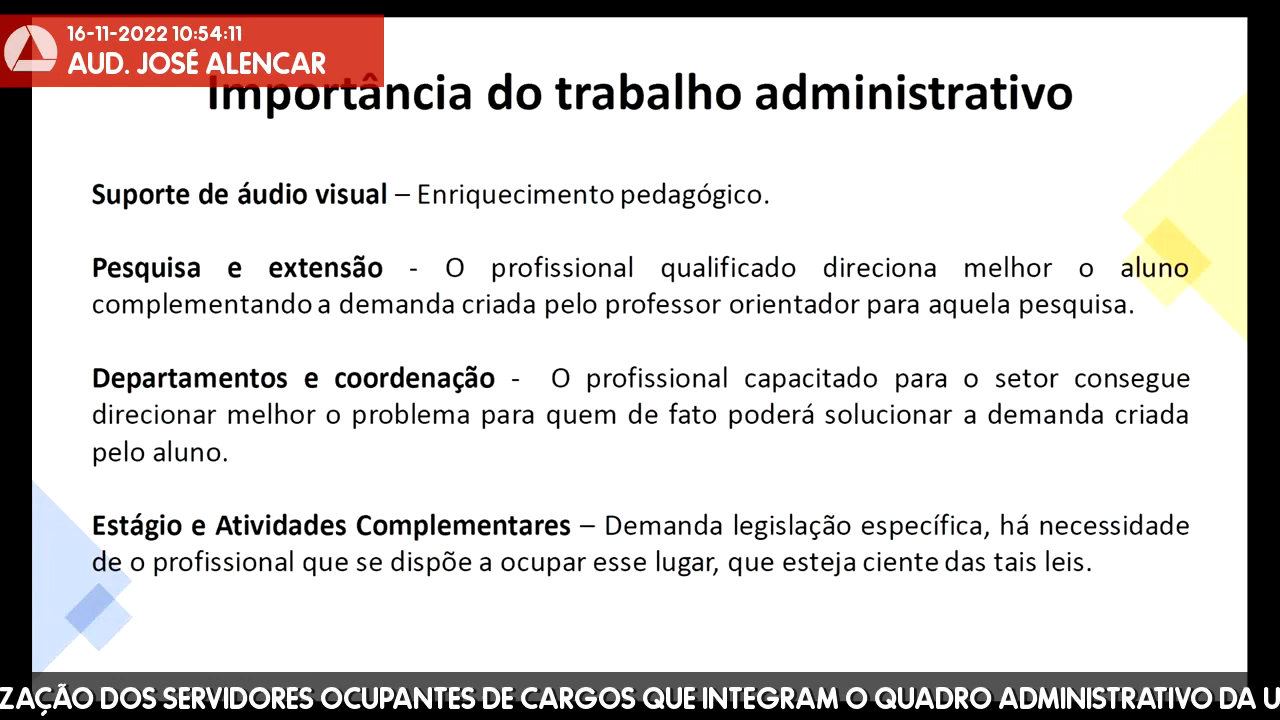 16-11-2022 10:54:11
AUD. JOSÉ ALENCAR
Importância do trabalho administrativo
Suporte de áudio visual – Enriquecimento pedagógico.
Pesquisa e extensão - O profissional qualificado direciona melhor o aluno
complementando a demanda criada pelo professor orientador para aquela pesquisa.
Departamentos e coordenação - O profissional capacitado para o setor consegue
direcionar melhor o problema para quem de fato poderá solucionar a demanda criada
pelo aluno.
Estágio e Atividades Complementares – Demanda legislação específica, há necessidade
de o profissional que se dispõe a ocupar esse lugar, que esteja ciente das tais leis.
ZAÇÃO DOS SERVIDORES OCUPANTES DE CARGOS QUE INTEGRAM O QUADRO ADMINISTRATIVO DA U